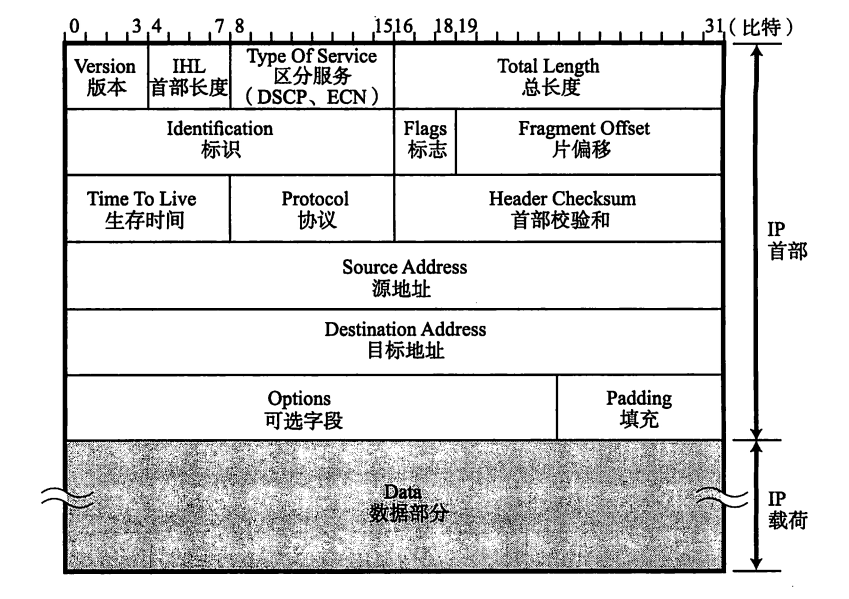 0 3 4 7 8 15 16 18 19 31 (比特)
Version
版本
IHL
首部长度
Type Of Service
区分服务
(DSCP、ECN)
Total Length
总长度
Identification
标识
Flags
标志
Fragment Offset
片偏移
Time To Live
生存时间
Protocol
协议
Header Checksum
首部校验和
IP
首部
Source Address
源地址
Destination Address
目标地址
Options
可选字段
Padding
填充
Data
数据部分
IP
载荷